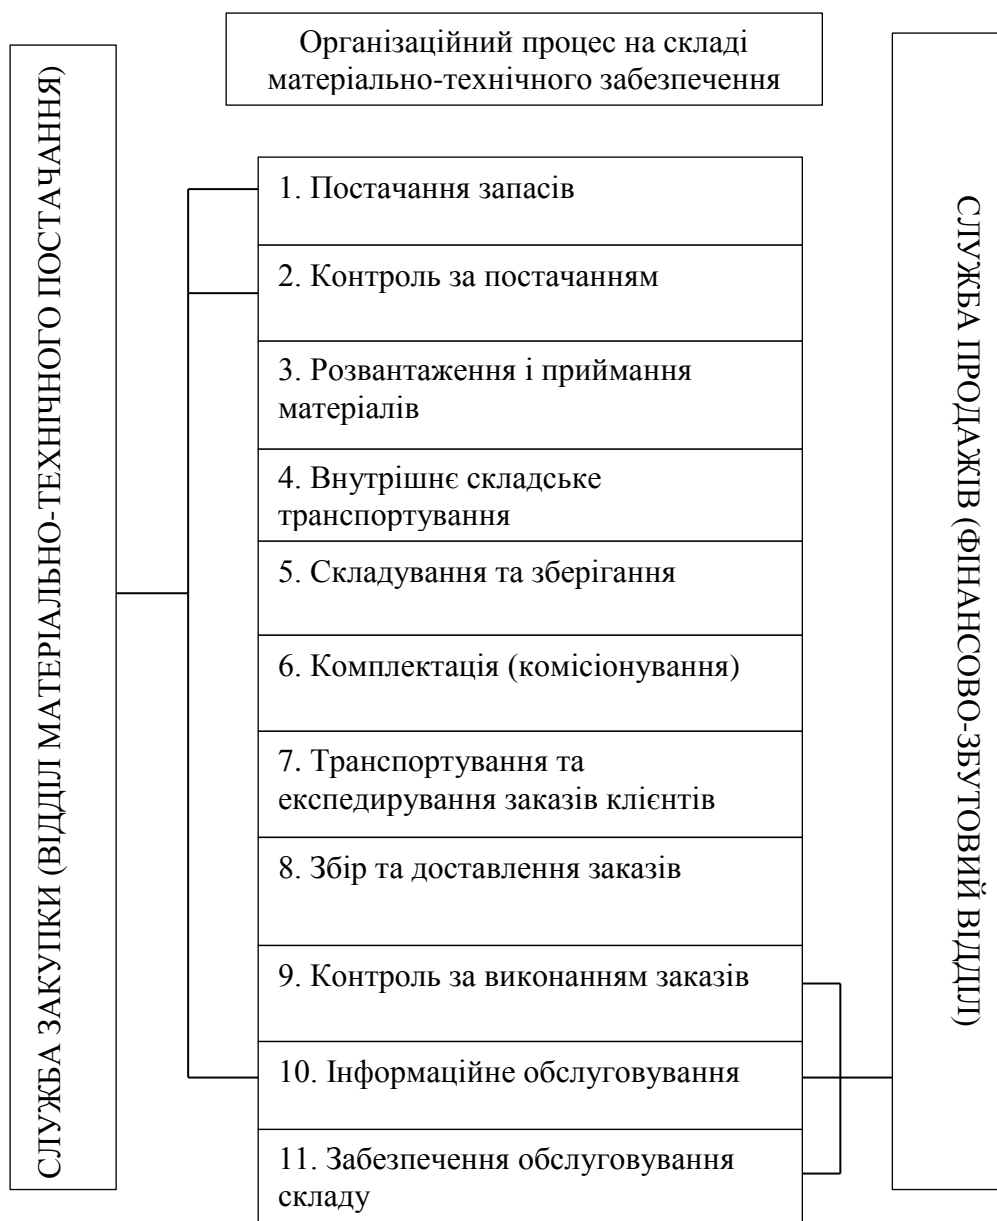 Організаційний процес на складі
матеріально-технічного забезпечення
СЛУЖБА ЗАКУПКИ (ВІДДІЛ МАТЕРІАЛЬНО-ТЕХНІЧНОГО ПОСТАЧАННЯ)
1. Постачання запасів
2. Контроль за постачанням
3. Розвантаження і приймання
матеріалів
4. Внутрішнє складське
транспортування
5. Складування та зберігання
6. Комплектація (комісіонування)
7. Транспортування та
експедирування заказів клієнтів
8. Збір та доставлення заказів
9. Контроль за виконанням заказів
10. Інформаційне обслуговування
11. Забезпечення обслуговування
складу
СЛУЖБА ПРОДАЖІВ (ФІНАНСОВО-ЗБУТОВИЙ ВІДДІЛ)